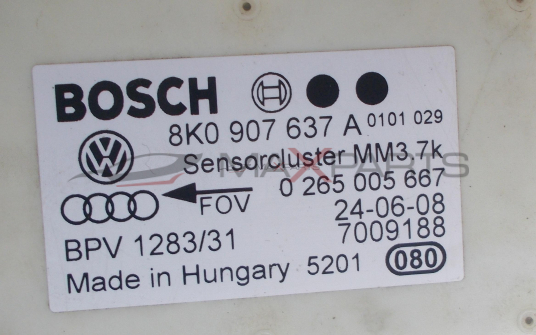 BOSCH
8K0 907 637 A 0101 029
Sensorcluster MM3.7k
0 265 005 667
FOV
24-06-08
BPV 1283/31
7009188
Made in Hungary 5201 080
MAXPARTS